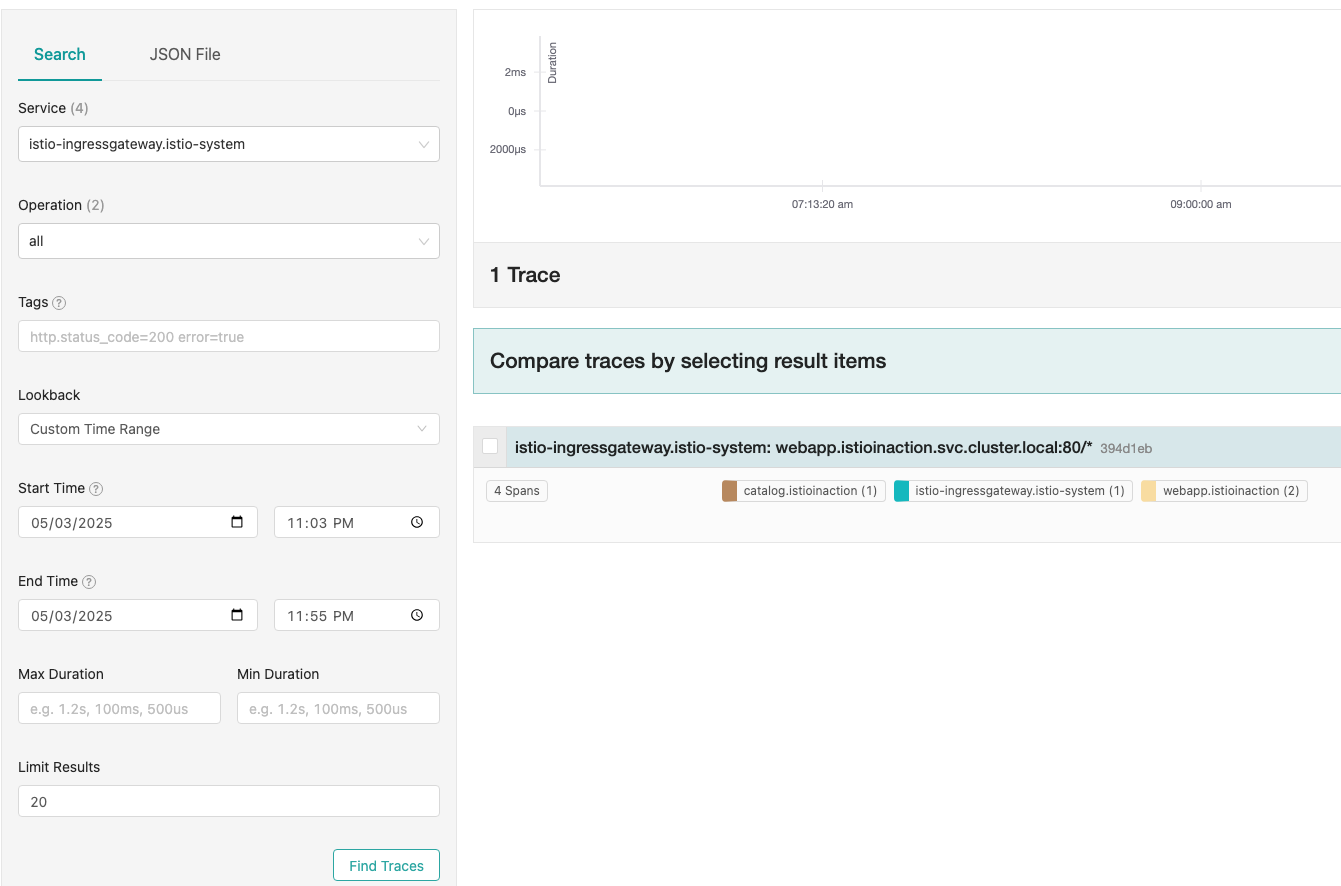 Search
JSON File
Service (4)
istio-ingressgateway.istio-system
Operation (2)
all
Tags ?
http.status_code=200 error=true
Lookback
Custom Time Range
Start Time ?
05/03/2025
11:03 PM
End Time ?
05/03/2025
11:55 PM
Max Duration
Min Duration
e.g. 1.2s, 100ms, 500us
e.g. 1.2s, 100ms, 500us
Limit Results
20
Find Traces
Duration
2ms
0μs
2000μs
07:13:20 am
09:00:00 am
1 Trace
Compare traces by selecting result items
istio-ingressgateway.istio-system: webapp.istioinaction.svc.cluster.local:80/* 394d1eb
4 Spans
catalog.istioinaction (1)
istio-ingressgateway.istio-system (1)
webapp.istioinaction (2)